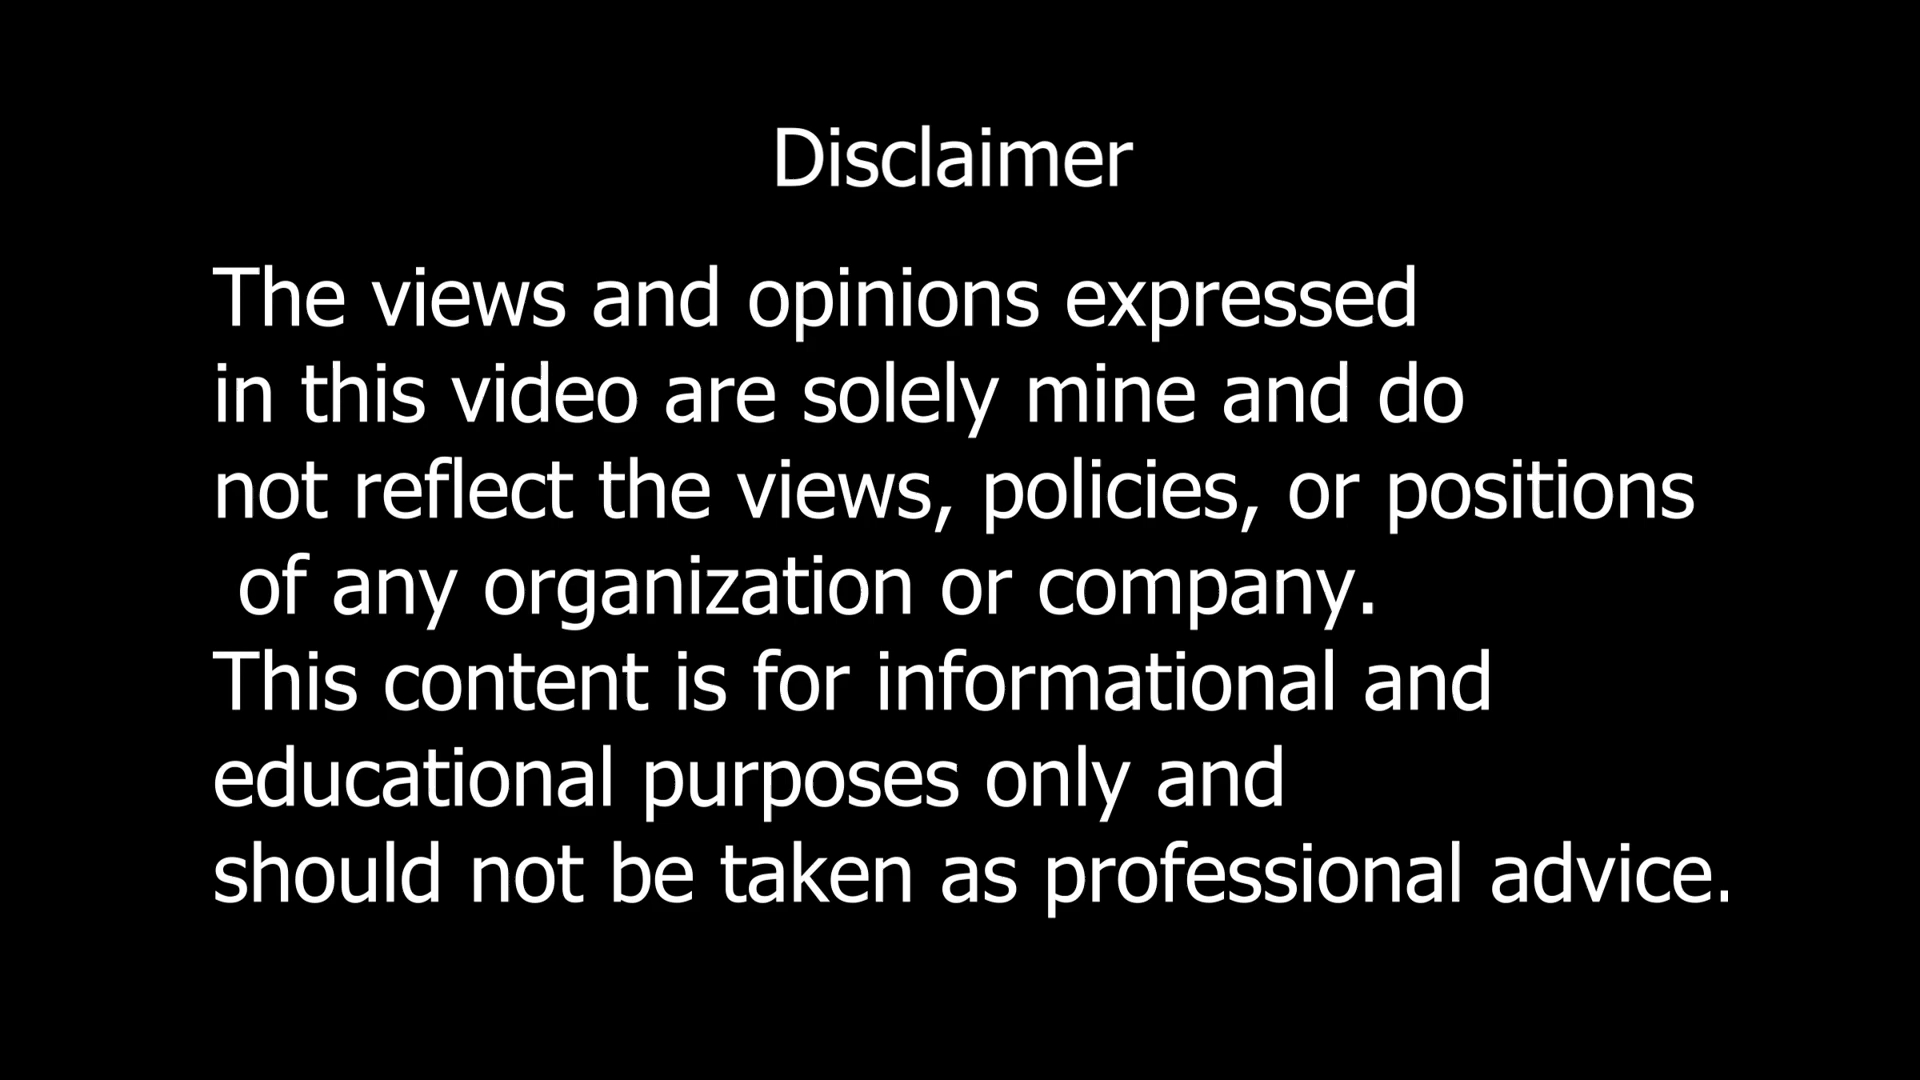 Disclaimer
The views and opinions expressed
in this video are solely mine and do
not reflect the views, policies, or positions
of any organization or company.
This content is for informational and
educational purposes only and
should not be taken as professional advice.